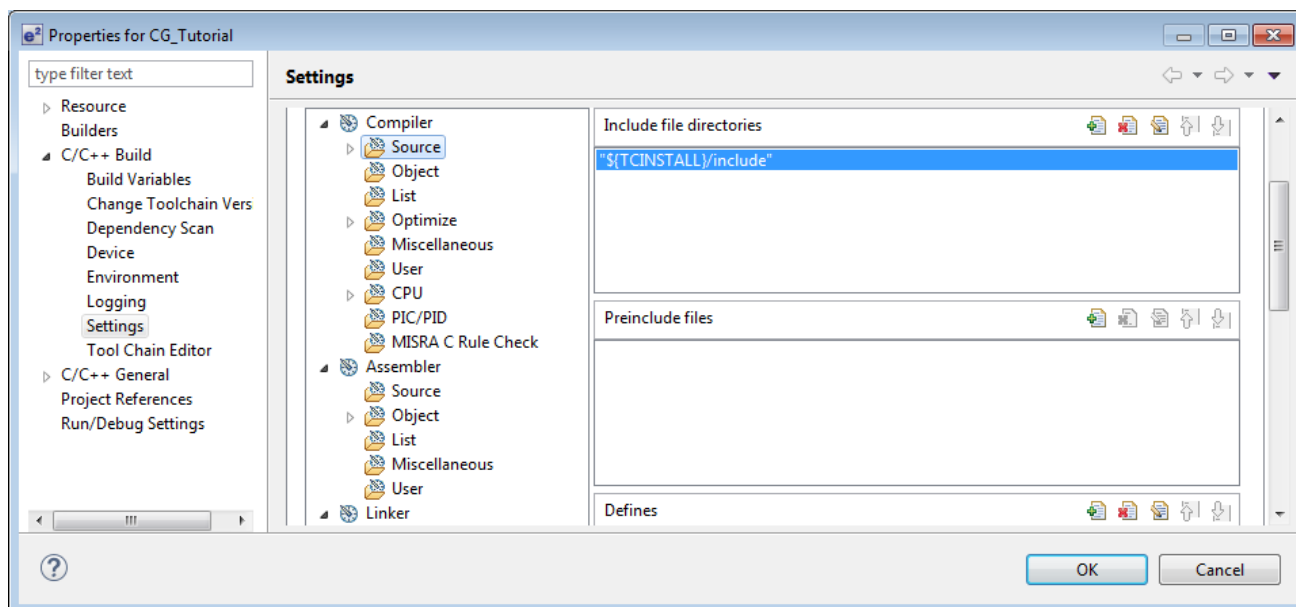 e² Properties for CG_Tutorial
type filter text
Resource
Builders
C/C++ Build
Build Variables
Change Toolchain Vers
Dependency Scan
Device
Environment
Logging
Settings
Tool Chain Editor
C/C++ General
Project References
Run/Debug Settings
Settings
Compiler
Source
Object
List
Optimize
Miscellaneous
User
CPU
PIC/PID
MISRA C Rule Check
Assembler
Source
Object
List
Miscellaneous
User
Linker
Include file directories
"${TCINSTALL}/include"
Preinclude files
Defines
?
OK
Cancel